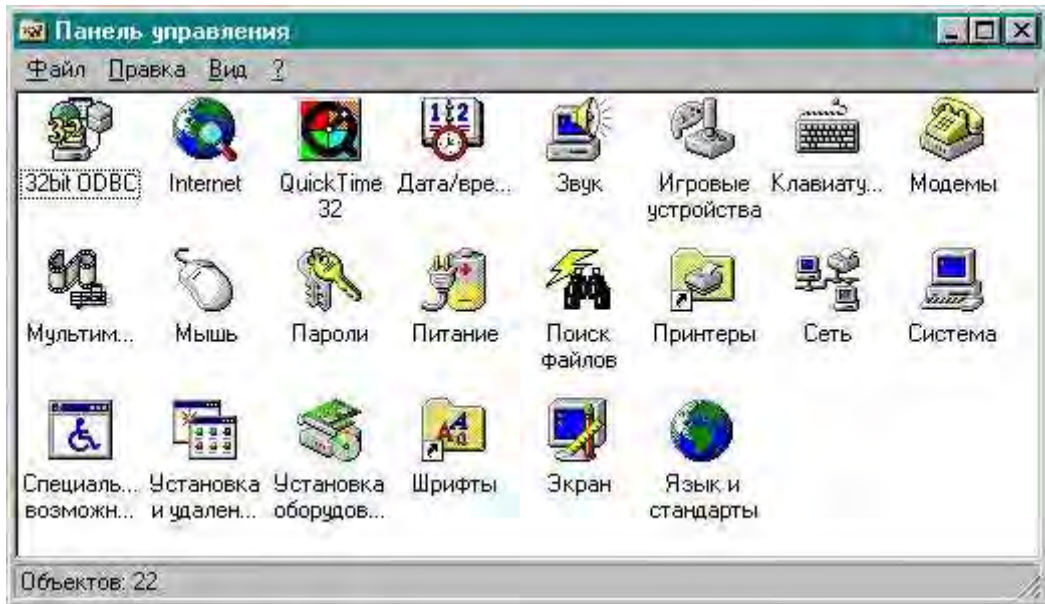 Панель управления
Файл Правка Вид ?
32bit ODBC
Internet
QuickTime
32
Дата/вре...
Звук
Игровые
устройства
Клавиату...
Модемы
Мультим...
Мышь
Пароли
Питание
Поиск
файлов
Принтеры
Сеть
Система
Специаль...
возможн...
Установка
и удален...
Установка
оборудов...
Шрифты
Экран
Язык и
стандарты
Объектов: 22